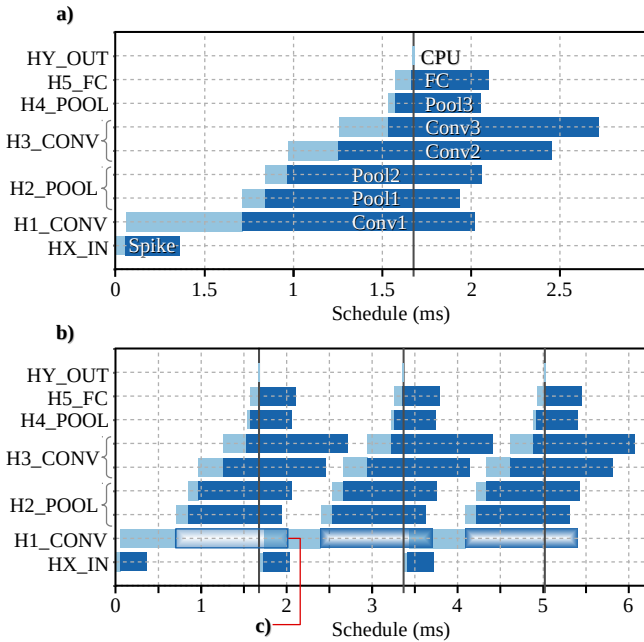 a)
HY_OUT
CPU
H5_FC
FC
H4_POOL
Pool3
H3_CONV
Conv3
Conv2
H2_POOL
Pool2
Pool1
H1_CONV
Conv1
HX_IN
Spike
0 1.5 1 1.5 2 2.5
Schedule (ms)
b)
HY_OUT
H5_FC
H4_POOL
H3_CONV
H2_POOL
H1_CONV
HX_IN
0 1 2 3 4 5 6
c)
Schedule (ms)